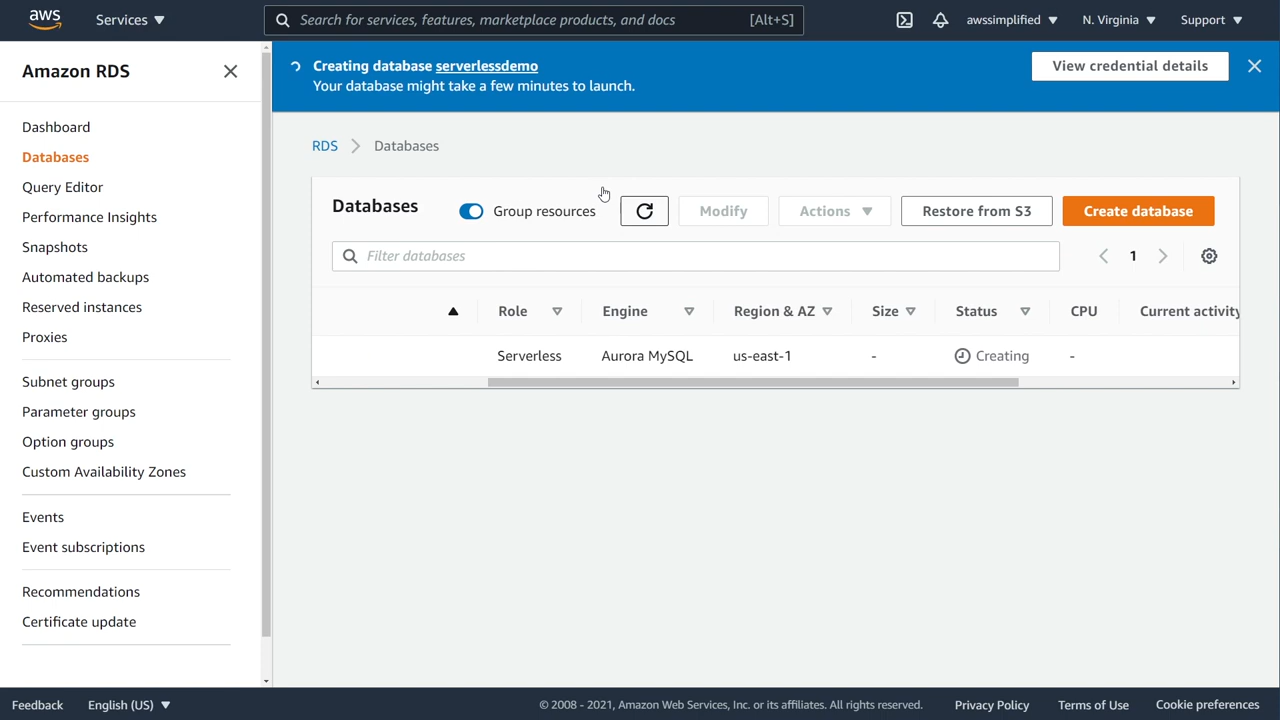 aws
Services
Search for services, features, marketplace products, and docs [Alt+S]
awssimplified
N. Virginia
Support
Amazon RDS
Dashboard
Databases
Query Editor
Performance Insights
Snapshots
Automated backups
Reserved instances
Proxies
Subnet groups
Parameter groups
Option groups
Custom Availability Zones
Events
Event subscriptions
Recommendations
Certificate update
Creating database serverlessdemo
Your database might take a few minutes to launch.
View credential details
RDS > Databases
Databases
Group resources
Modify
Actions
Restore from S3
Create database
Filter databases
1
Role Engine Region & AZ Size Status CPU Current activity
Serverless Aurora MySQL us-east-1 - Creating -
Feedback
English (US)
© 2008 - 2021, Amazon Web Services, Inc. or its affiliates. All rights reserved.
Privacy Policy
Terms of Use
Cookie preferences